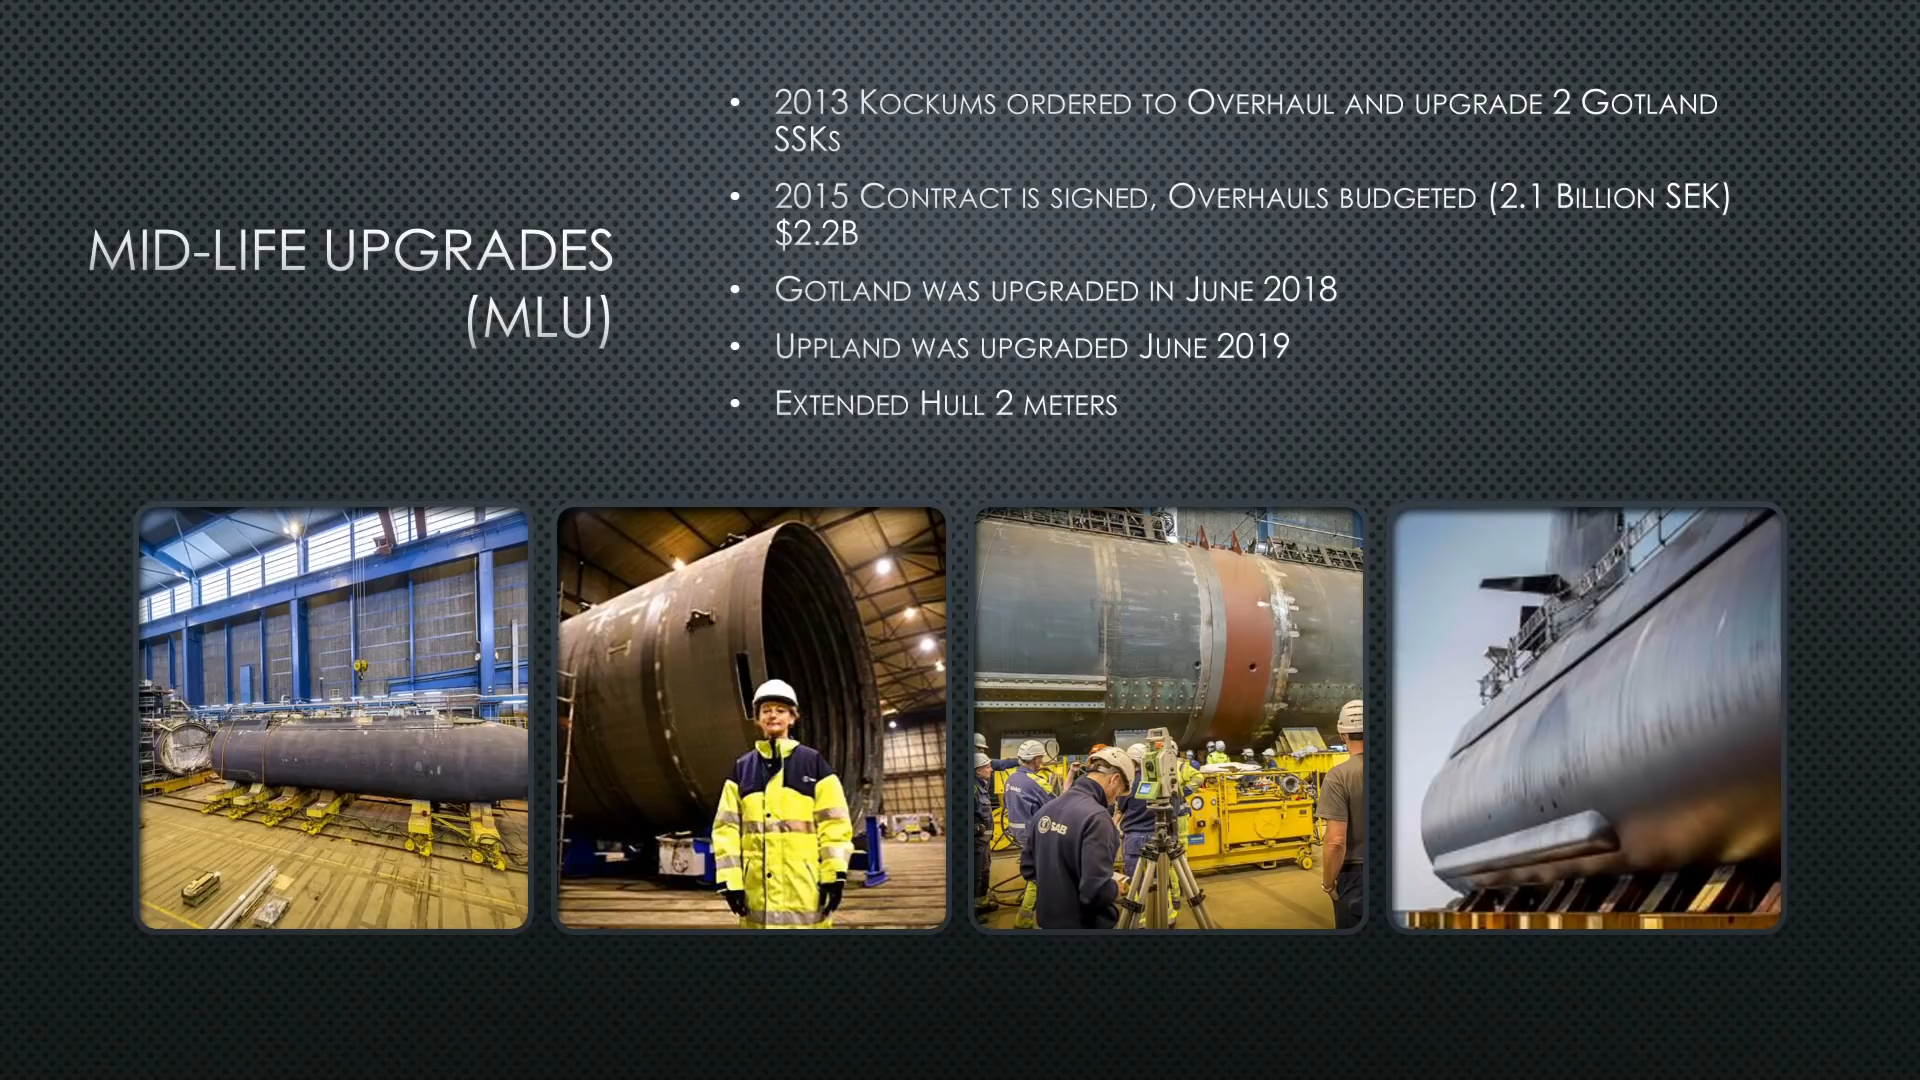 MID-LIFE UPGRADES
(MLU)
• 2013 KOCKUMS ORDERED TO OVERHAUL AND UPGRADE 2 GOTLAND
SSKS
• 2015 CONTRACT IS SIGNED, OVERHAULS BUDGETED (2.1 BILLION SEK)
$2.2B
• GOTLAND WAS UPGRADED IN JUNE 2018
• UPPLAND WAS UPGRADED JUNE 2019
• EXTENDED HULL 2 METERS
SAAB